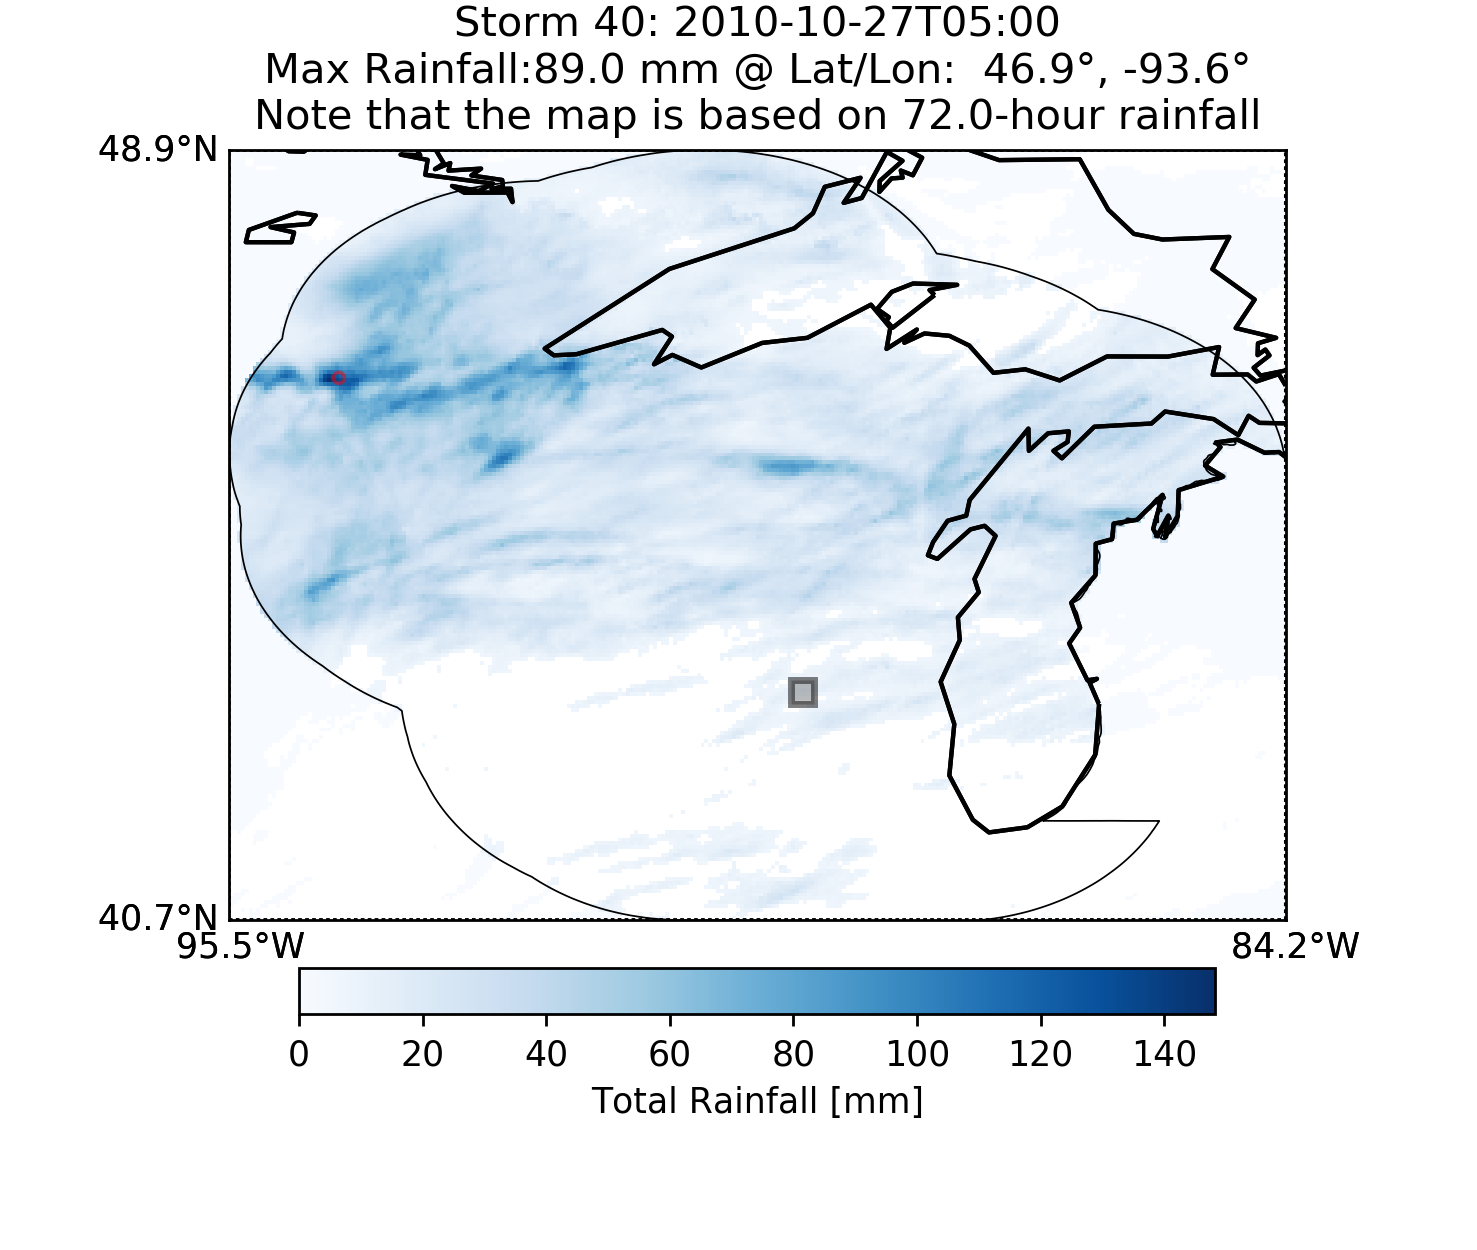 Storm 40: 2010-10-27T05:00
Max Rainfall:89.0 mm @ Lat/Lon:  46.9°, -93.6°
Note that the map is based on 72.0-hour rainfall
48.9°N
40.7°N
95.5°W 84.2°W
0 20 40 60 80 100 120 140
Total Rainfall [mm]